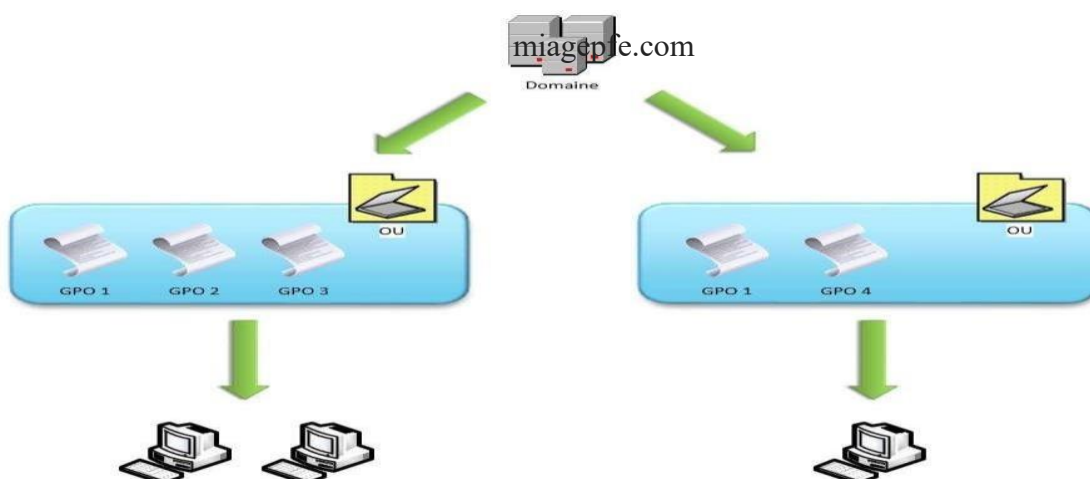 miagepfe.com
Domaine
OU
OU
GPO 1 GPO 2 GPO 3
GPO 1 GPO 4